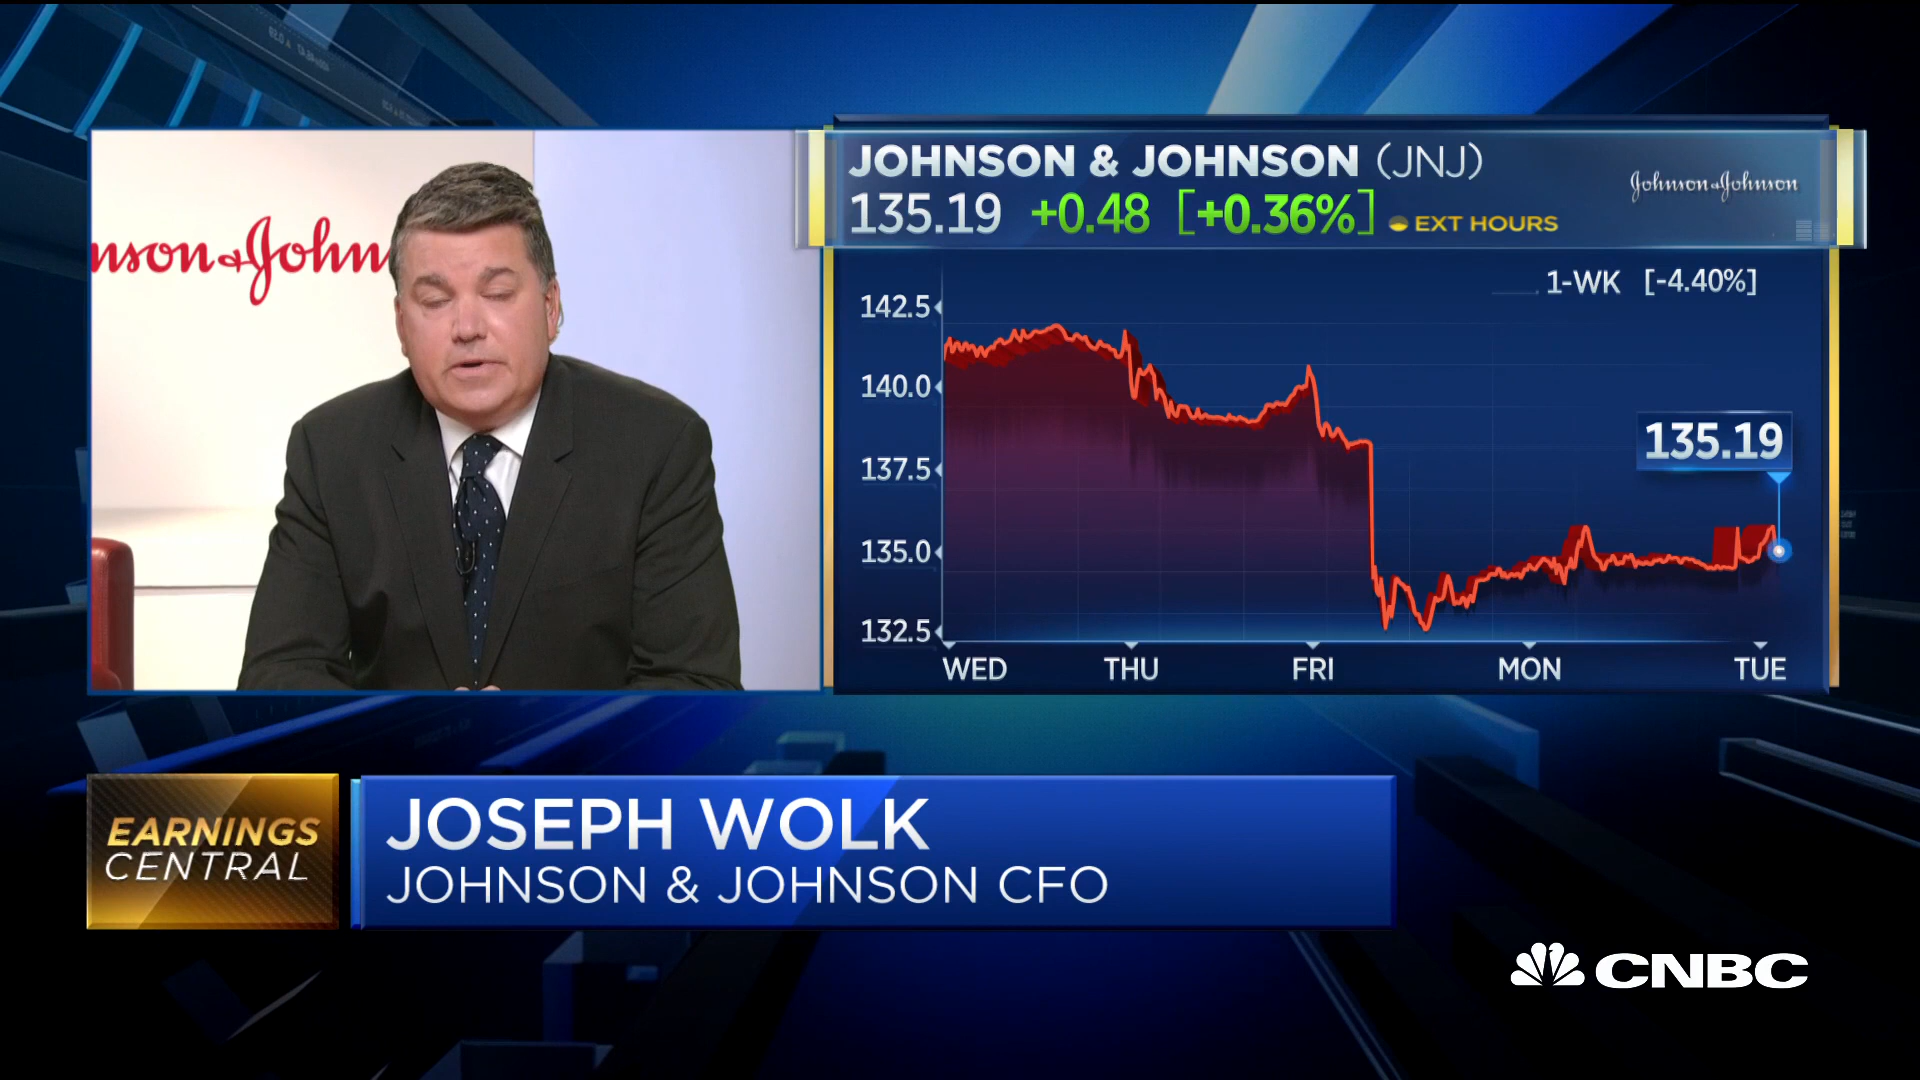 nson & John
JOHNSON & JOHNSON (JNJ)
135.19 +0.48 [+0.36%] EXT HOURS
Johnson & Johnson
1-WK [-4.40%]
142.5
140.0
137.5
135.0
132.5
135.19
WED THU FRI MON TUE
EARNINGS
CENTRAL
JOSEPH WOLK
JOHNSON & JOHNSON CFO
CNBC